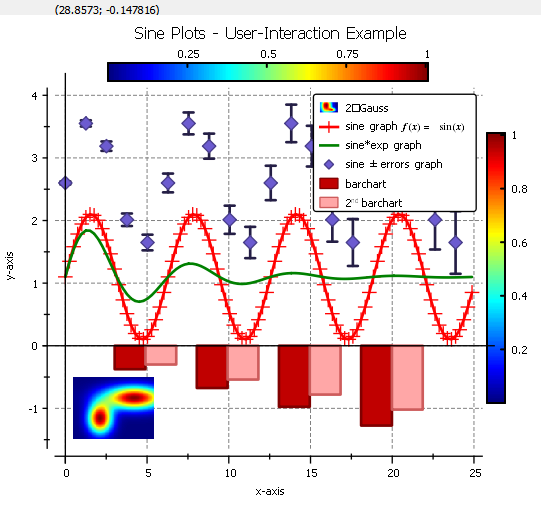 (28.8573; -0.147816)
Sine Plots - User-Interaction Example
0.25 0.5 0.75 1
4
3
2
1
0
-1
y-axis
2□Gauss
sine graph f(x) = sin(x)
sine*exp graph
sine ± errors graph
barchart
2nd barchart
1
0.8
0.6
0.4
0.2
0 5 10 15 20 25
x-axis